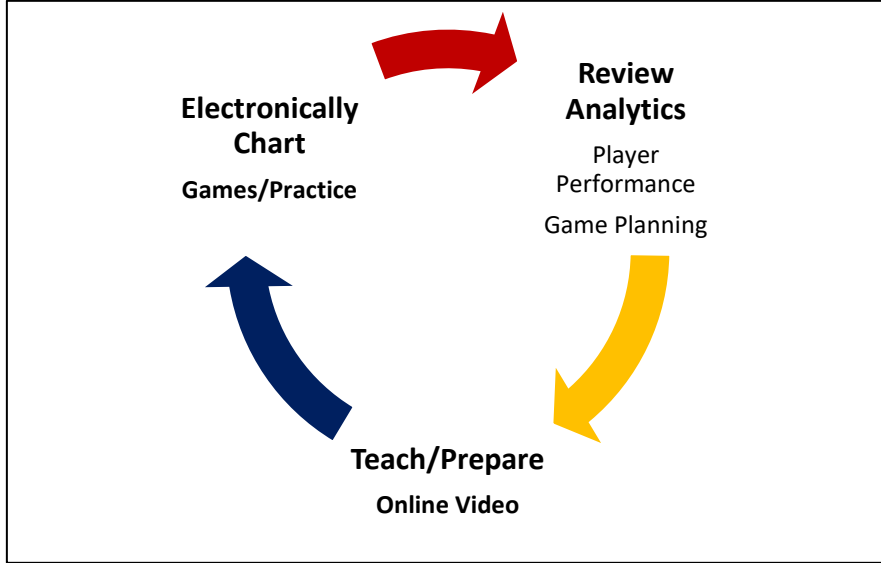 Electronically
Chart
Games/Practice
Review
Analytics
Player
Performance
Game Planning
Teach/Prepare
Online Video